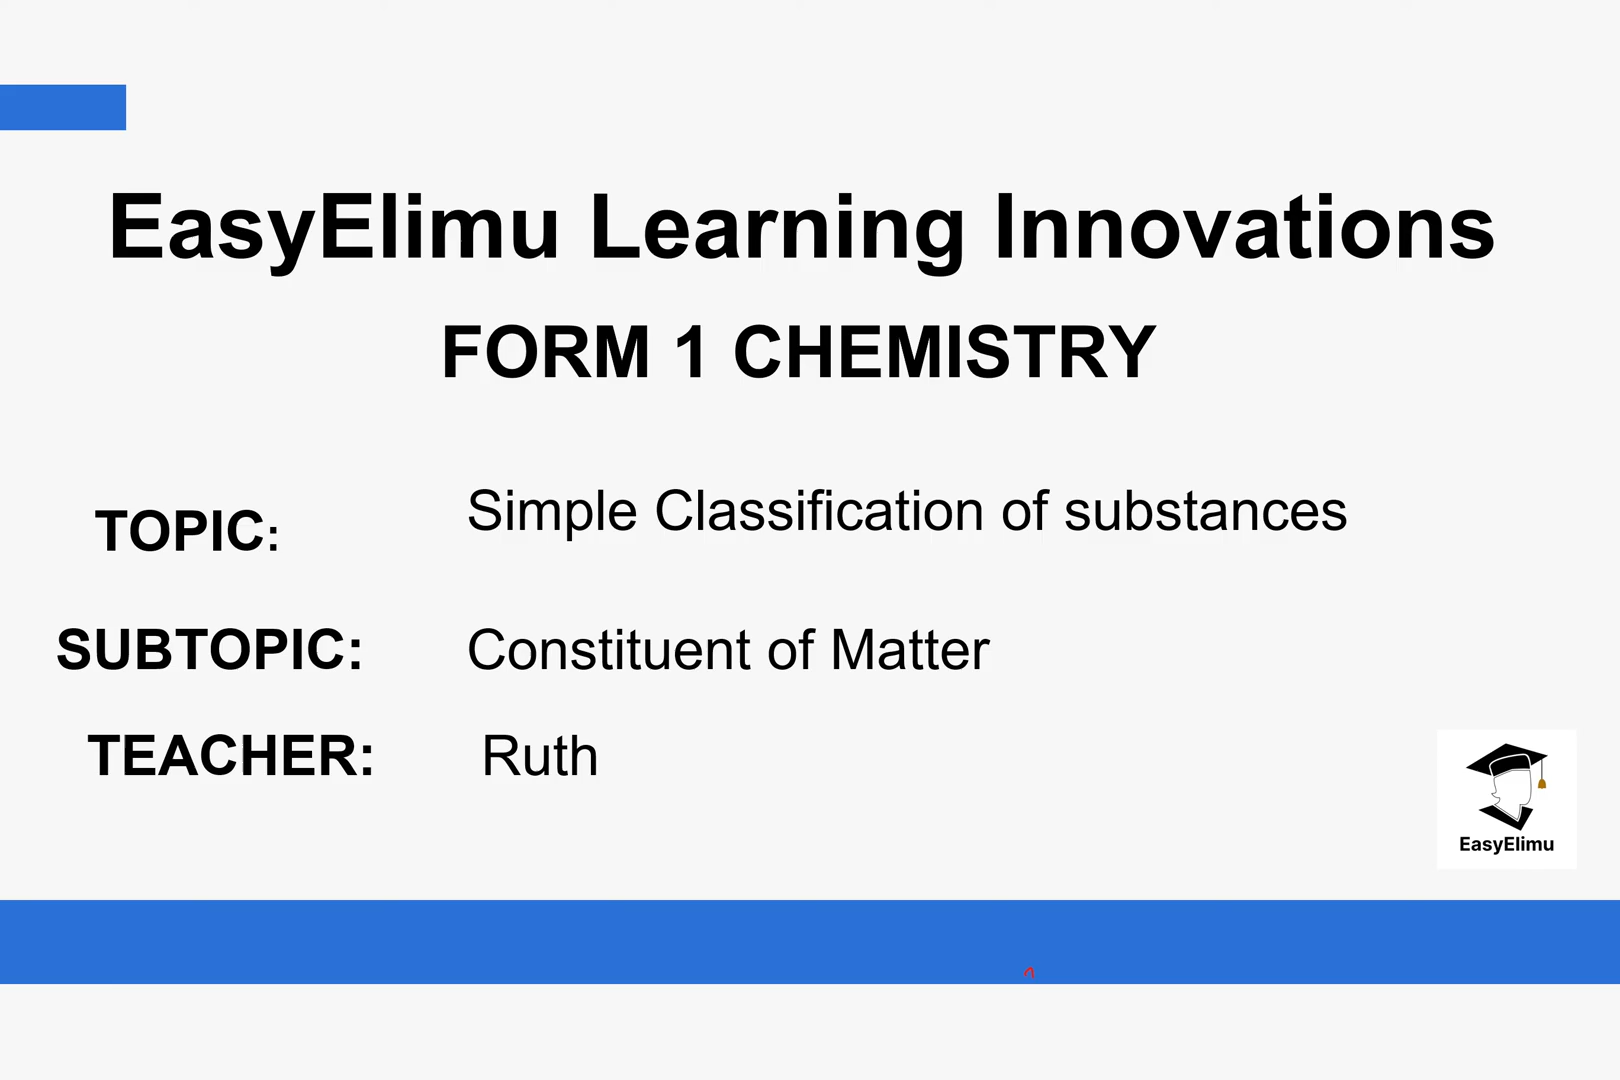 EasyElimu Learning Innovations
FORM 1 CHEMISTRY
TOPIC: Simple Classification of substances
SUBTOPIC: Constituent of Matter
TEACHER: Ruth
EasyElimu